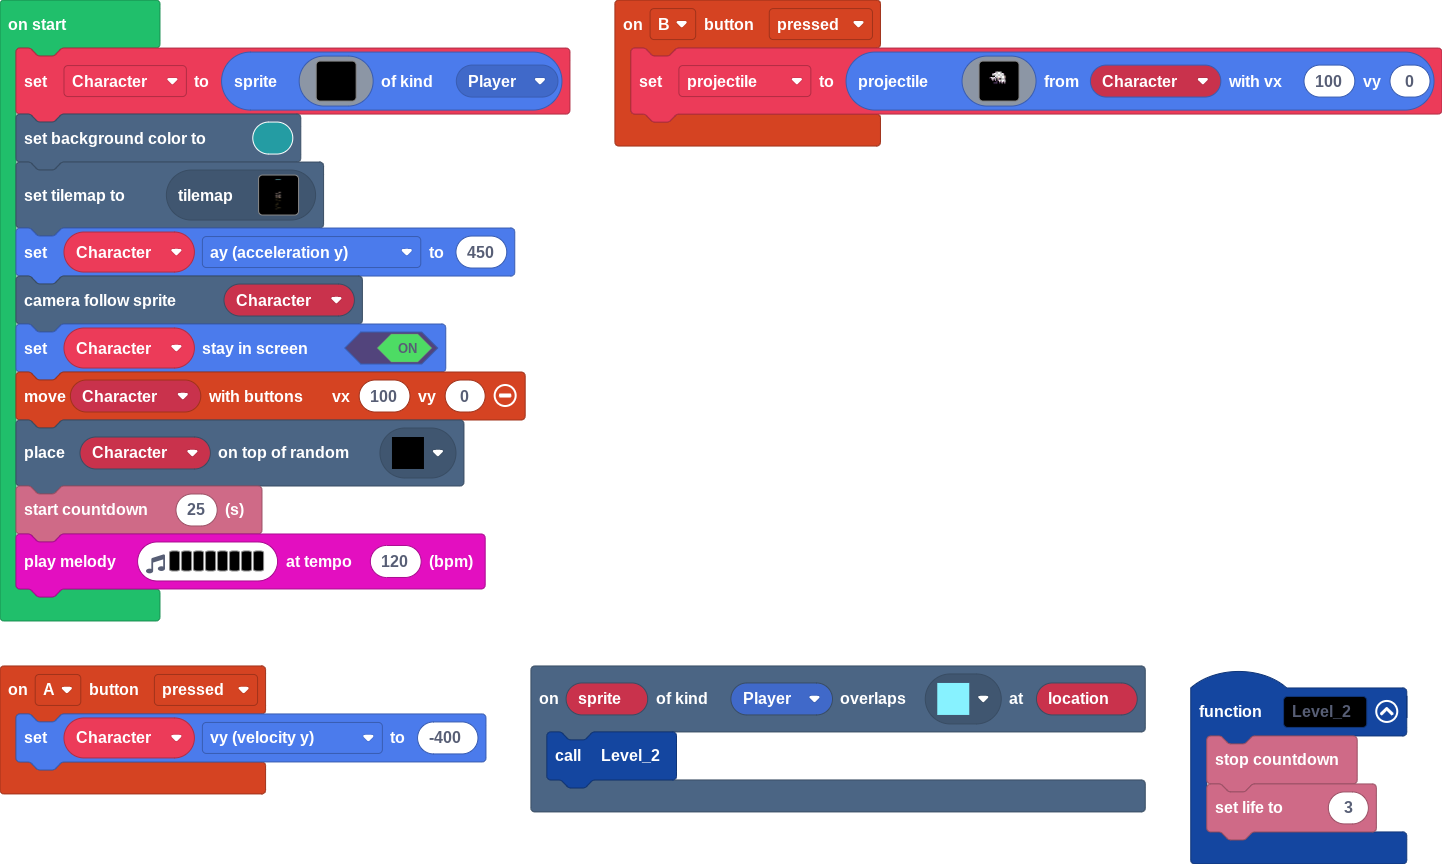 on start
set Character to sprite of kind Player
set background color to
set tilemap to tilemap
set Character ay (acceleration y) to 450
camera follow sprite Character
set Character stay in screen ON
move Character with buttons vx 100 vy 0
place Character on top of random
start countdown 25 (s)
play melody at tempo 120 (bpm)
on B button pressed
set projectile to projectile from Character with vx 100 vy 0
on A button pressed
set Character vy (velocity y) to -400
on sprite of kind Player overlaps at location
call Level_2
function Level_2
stop countdown
set life to 3